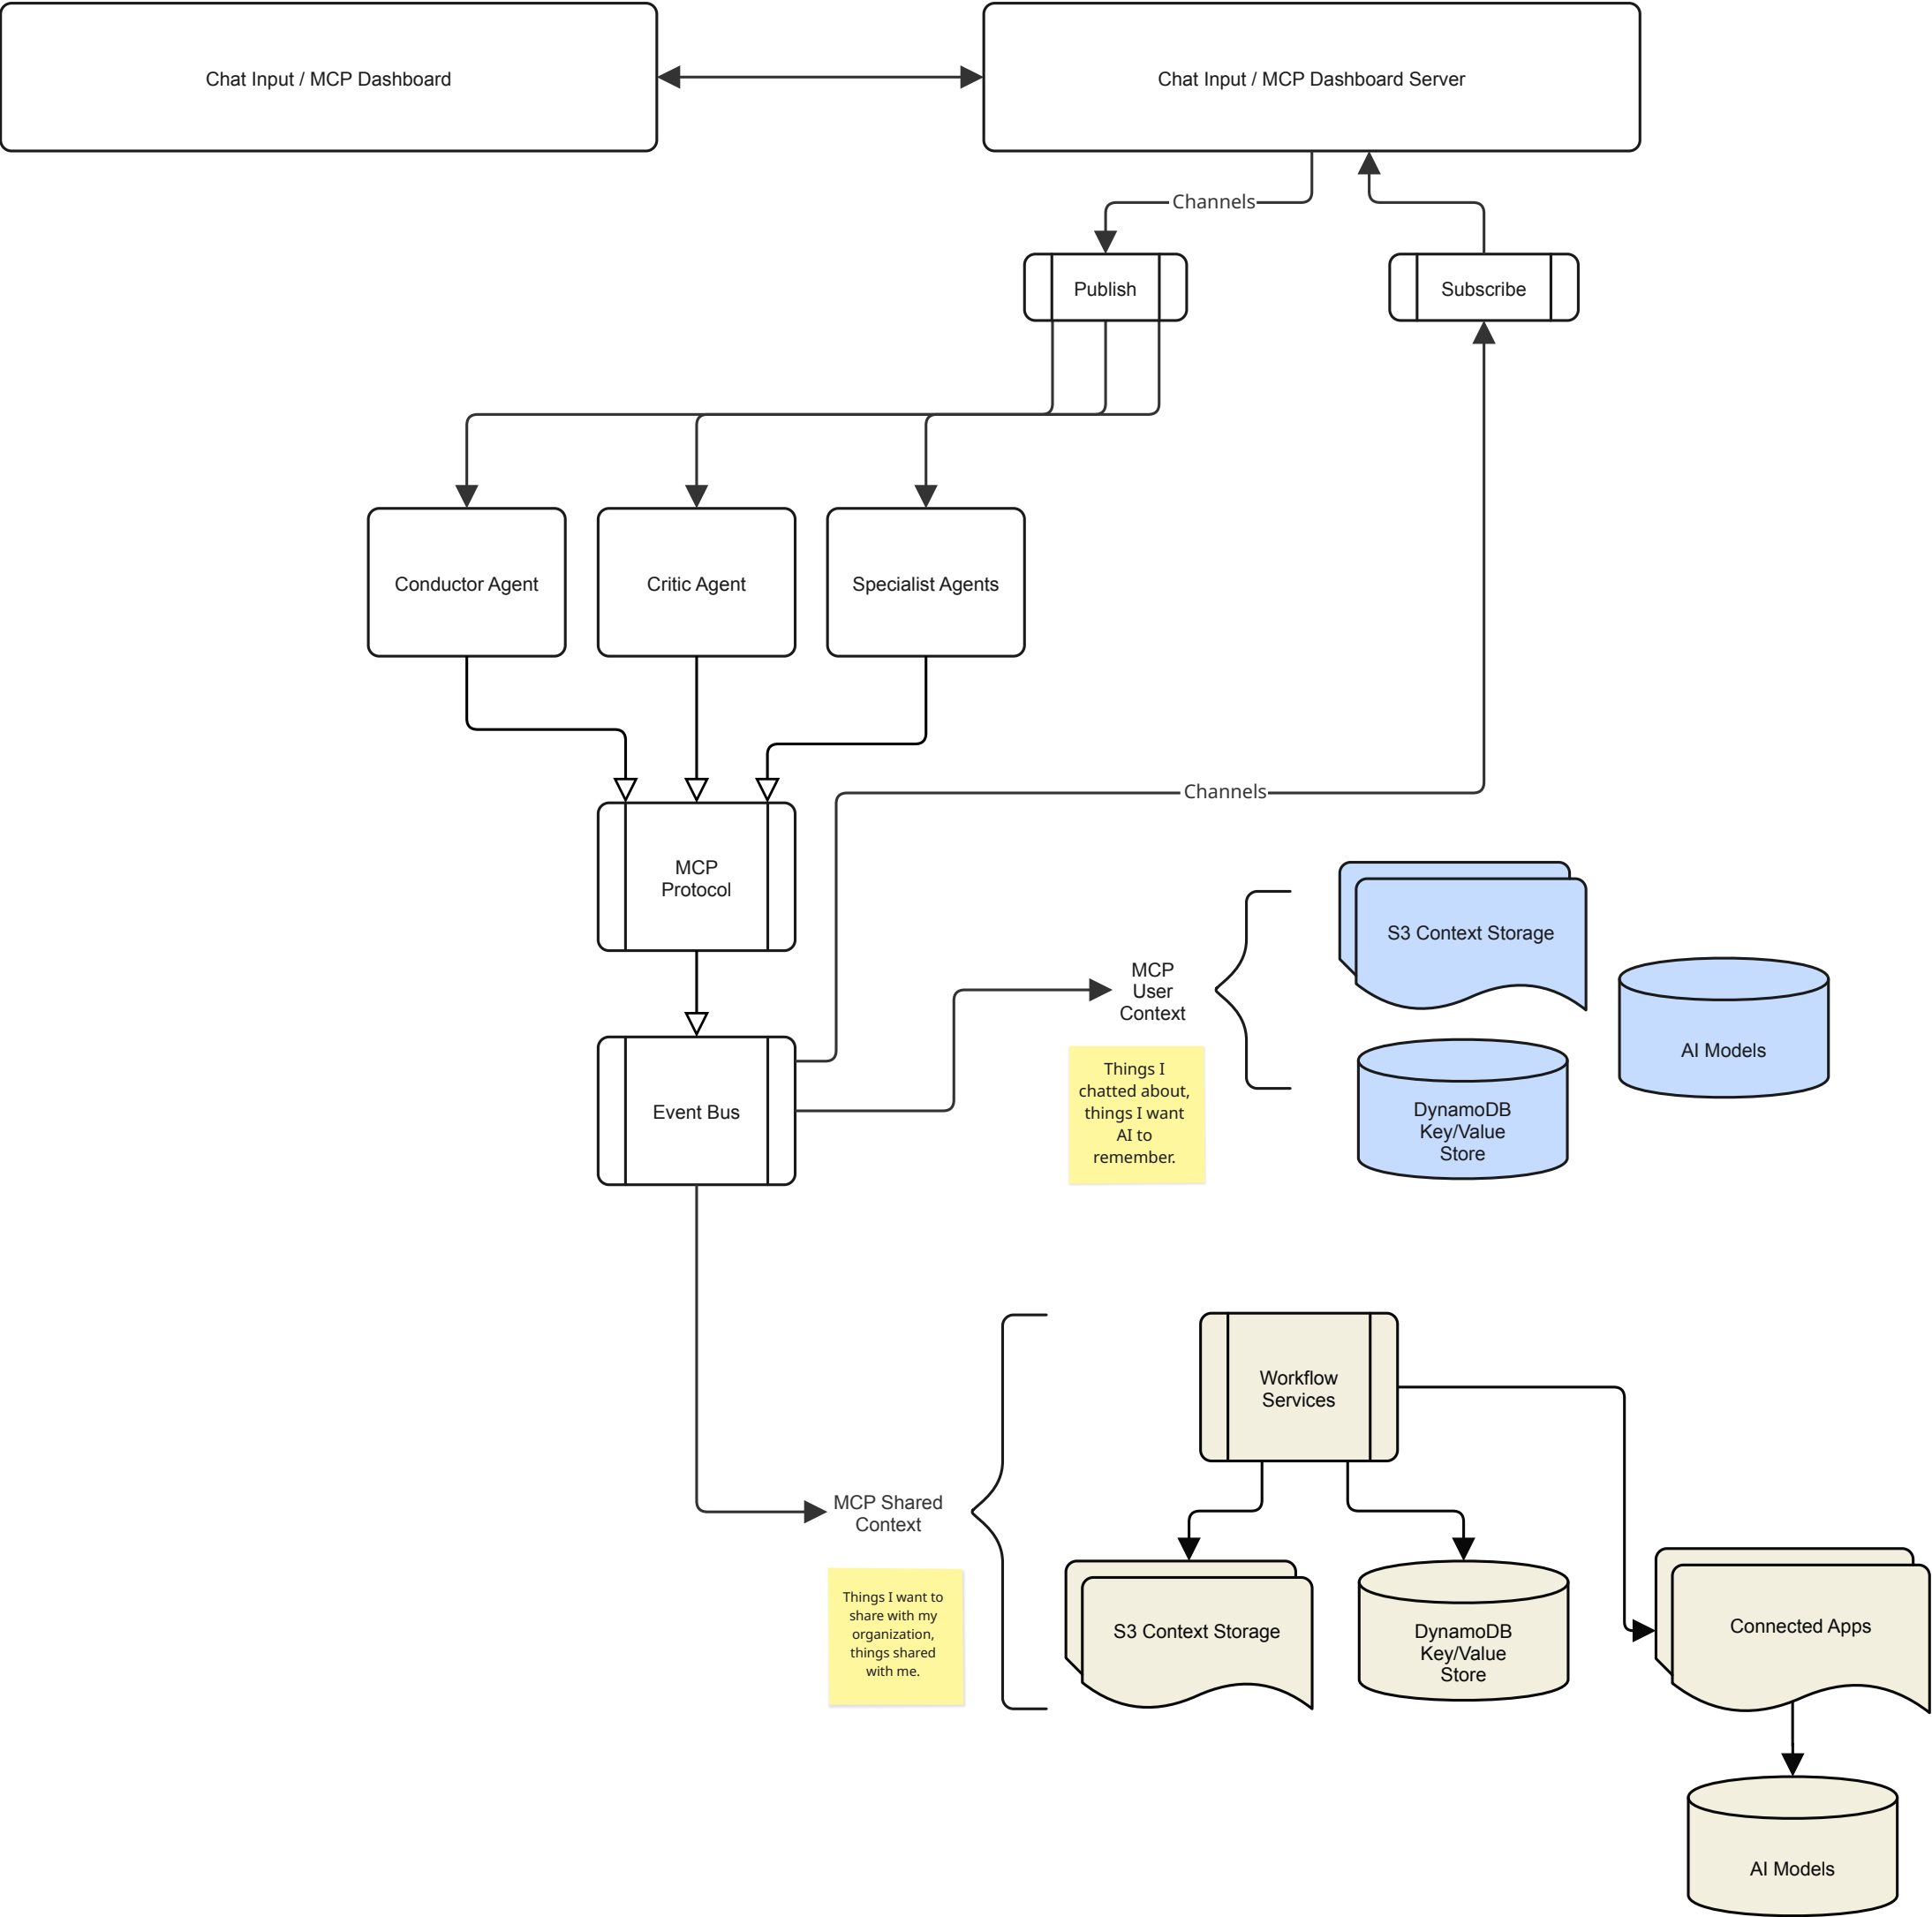 Chat Input / MCP Dashboard
Chat Input / MCP Dashboard Server
Channels
Publish
Subscribe
Conductor Agent
Critic Agent
Specialist Agents
Channels
MCP
Protocol
S3 Context Storage
MCP
User
Context
AI Models
Things I
chatted about,
things I want
AI to
remember.
Event Bus
DynamoDB
Key/Value
Store
Workflow
Services
MCP Shared
Context
Things I want to
share with my
organization,
things shared
with me.
S3 Context Storage
DynamoDB
Key/Value
Store
Connected Apps
AI Models